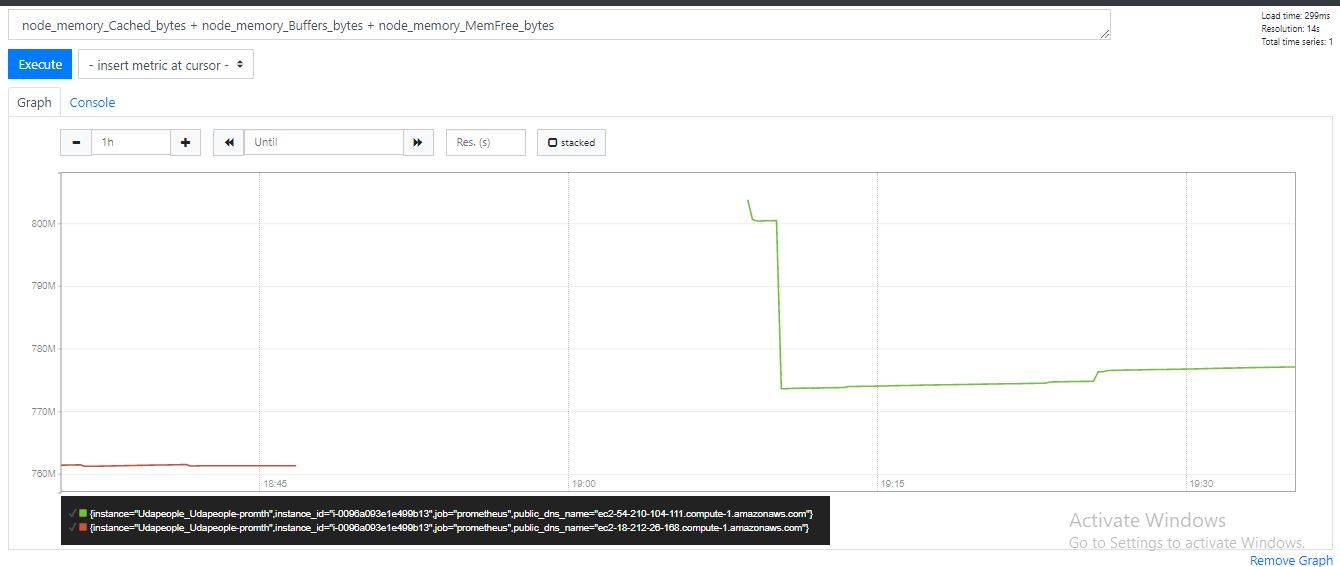 node_memory_Cached_bytes + node_memory_Buffers_bytes + node_memory_MemFree_bytes
Load time: 299ms
Resolution: 14s
Total time series: 1
Execute
- insert metric at cursor -
Graph
Console
1h
Until
Res. (s)
stacked
800M
790M
780M
770M
760M
18:45
19:00
19:15
19:30
{instance="Udapeople_Udapeople-promth",instance_id="i-0096a093e1e499b13",job="prometheus",public_dns_name="ec2-54-210-104-111.compute-1.amazonaws.com"}
{instance="Udapeople_Udapeople-promth",instance_id="i-0096a093e1e499b13",job="prometheus",public_dns_name="ec2-18-212-26-168.compute-1.amazonaws.com"}
Activate Windows
Go to Settings to activate Windows.
Remove Graph